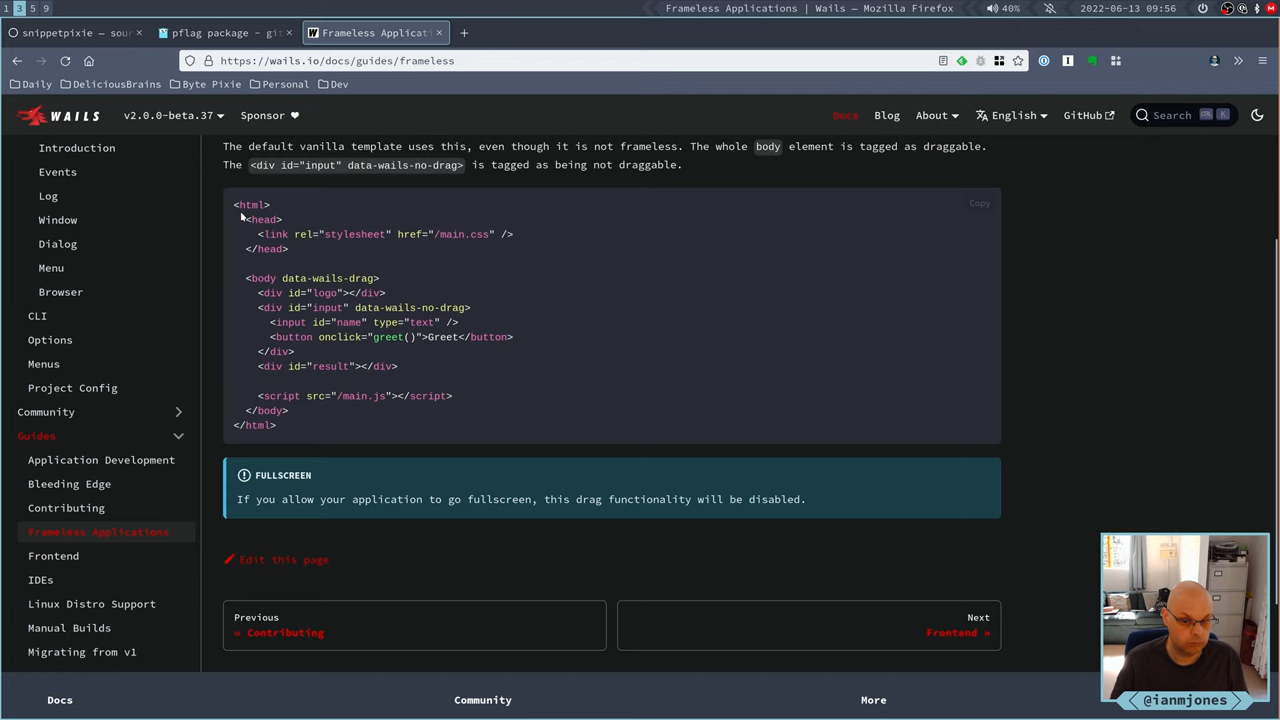 1 3 5 9
Frameless Applications | Wails — Mozilla Firefox
40%
2022-06-13 09:56
snippetpixie — sour
pflag package - git
Frameless Applicati
https://wails.io/docs/guides/frameless
Daily
DeliciousBrains
Byte Pixie
Personal
Dev
WAILS
v2.0.0-beta.37
Sponsor
Docs
Blog
About
English
GitHub
Search
K
Introduction
Events
Log
Window
Dialog
Menu
Browser
CLI
Options
Menus
Project Config
Community
Guides
Application Development
Bleeding Edge
Contributing
Frameless Applications
Frontend
IDEs
Linux Distro Support
Manual Builds
Migrating from v1
The default vanilla template uses this, even though it is not frameless. The whole body element is tagged as draggable.
The <div id="input" data-wails-no-drag> is tagged as being not draggable.
Copy
<html>
<head>
<link rel="stylesheet" href="/main.css" />
</head>
<body data-wails-drag>
<div id="logo"></div>
<div id="input" data-wails-no-drag>
<input id="name" type="text" />
<button onclick="greet()">Greet</button>
</div>
<div id="result"></div>
<script src="/main.js"></script>
</body>
</html>
FULLSCREEN
If you allow your application to go fullscreen, this drag functionality will be disabled.
Edit this page
Previous
« Contributing
Next
Frontend »
Docs
Community
More
@ianmjones